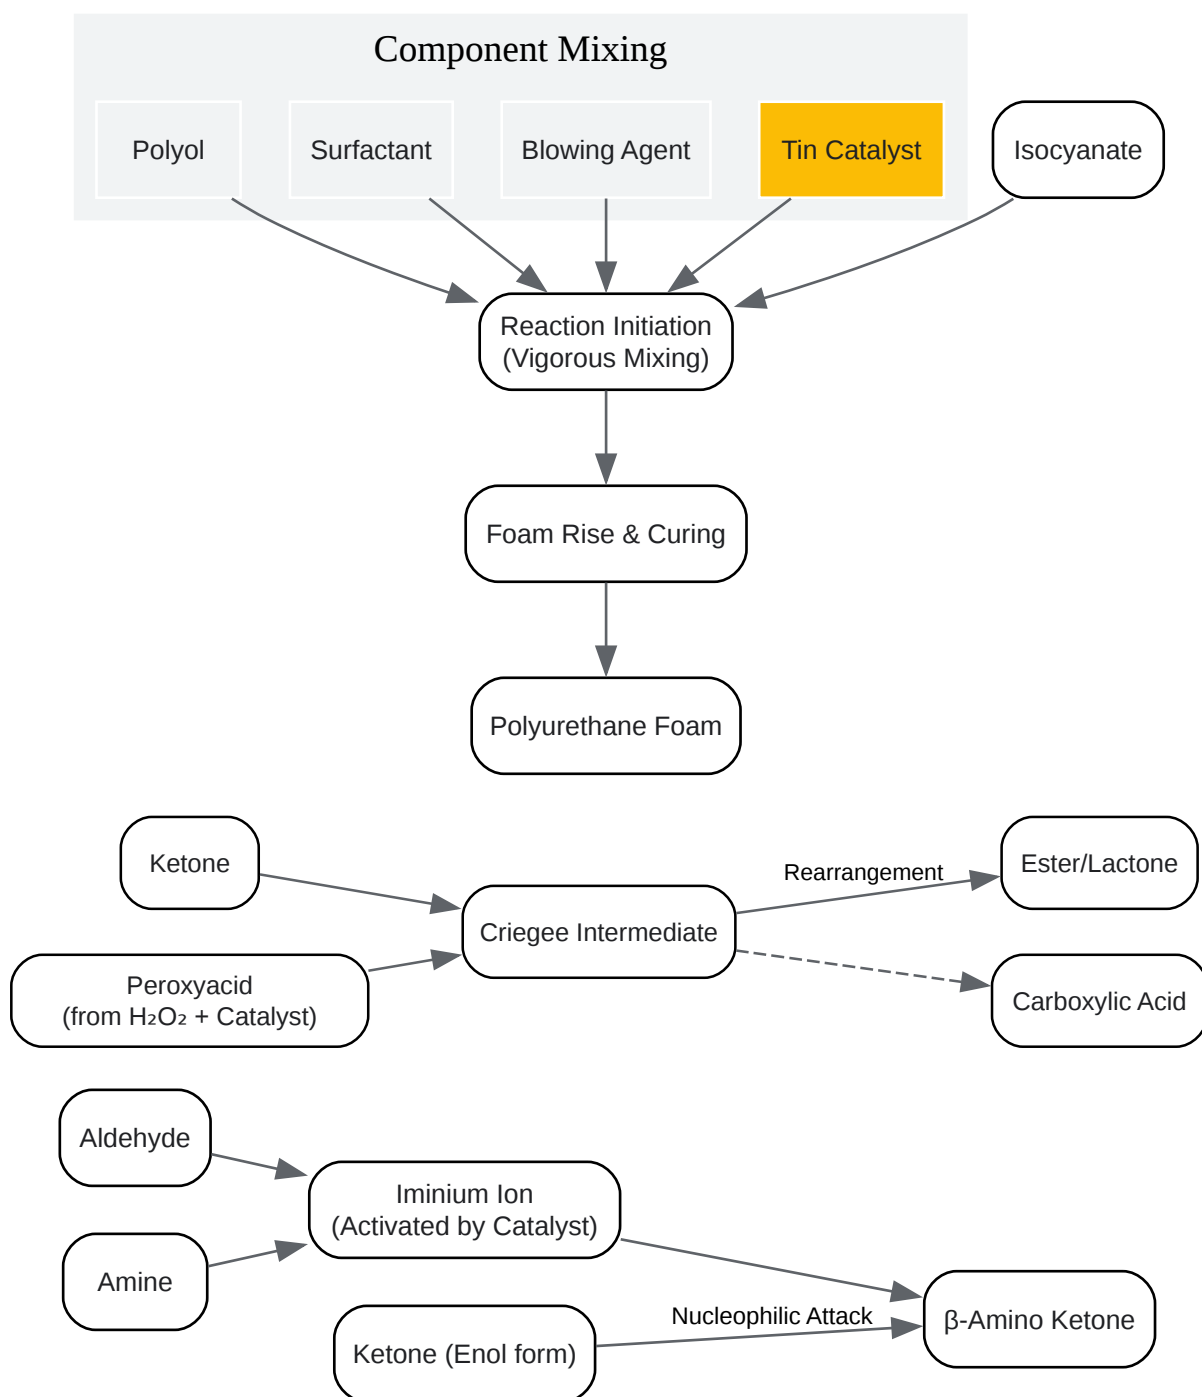 Component Mixing
Polyol
Surfactant
Blowing Agent
Tin Catalyst
Isocyanate
Reaction Initiation
(Vigorous Mixing)
Foam Rise & Curing
Polyurethane Foam
Ketone
Peroxyacid
(from H₂O₂ + Catalyst)
Criegee Intermediate
Rearrangement
Ester/Lactone
Carboxylic Acid
Aldehyde
Amine
Iminium Ion
(Activated by Catalyst)
Ketone (Enol form)
Nucleophilic Attack
β-Amino Ketone